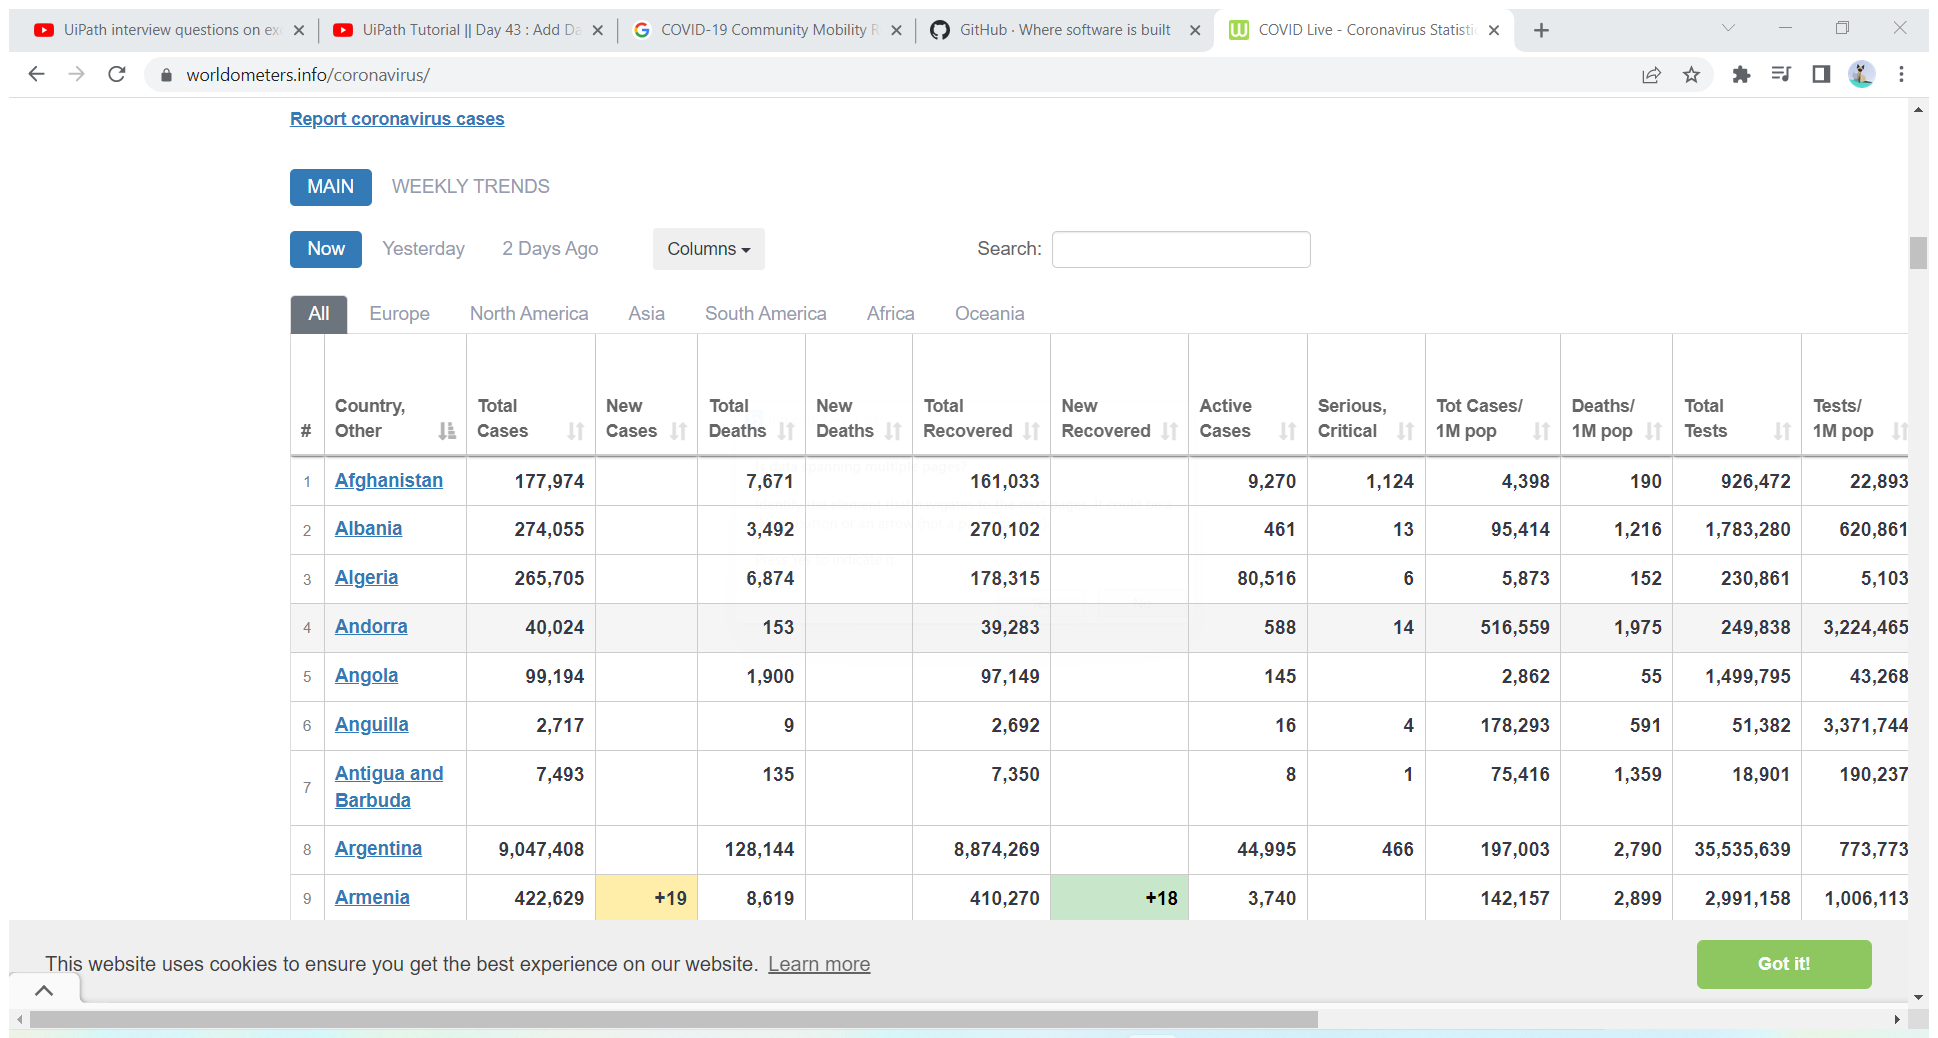 UiPath interview questions on exc
UiPath Tutorial || Day 43 : Add Da
COVID-19 Community Mobility R
GitHub · Where software is built
COVID Live - Coronavirus Statistic
worldometers.info/coronavirus/
Report coronavirus cases
MAIN WEEKLY TRENDS
Now Yesterday 2 Days Ago Columns Search:
All Europe North America Asia South America Africa Oceania
# Country, Other Total Cases New Cases Total Deaths New Deaths Total Recovered New Recovered Active Cases Serious, Critical Tot Cases/ 1M pop Deaths/ 1M pop Total Tests Tests/ 1M pop
1 Afghanistan 177,974 7,671 161,033 9,270 1,124 4,398 190 926,472 22,893
2 Albania 274,055 3,492 270,102 461 13 95,414 1,216 1,783,280 620,861
3 Algeria 265,705 6,874 178,315 80,516 6 5,873 152 230,861 5,103
4 Andorra 40,024 153 39,283 588 14 516,559 1,975 249,838 3,224,465
5 Angola 99,194 1,900 97,149 145 2,862 55 1,499,795 43,268
6 Anguilla 2,717 9 2,692 16 4 178,293 591 51,382 3,371,744
7 Antigua and Barbuda 7,493 135 7,350 8 1 75,416 1,359 18,901 190,237
8 Argentina 9,047,408 128,144 8,874,269 44,995 466 197,003 2,790 35,535,639 773,773
9 Armenia 422,629 +19 8,619 410,270 +18 3,740 142,157 2,899 2,991,158 1,006,113
This website uses cookies to ensure you get the best experience on our website. Learn more
Got it!